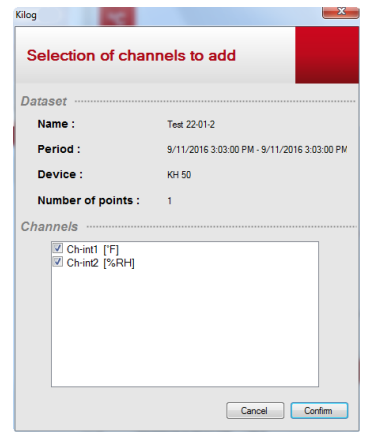 Kilog
Selection of channels to add
Dataset
Name : Test 22-01-2
Period : 9/11/2016 3:03:00 PM - 9/11/2016 3:03:00 PM
Device : KH 50
Number of points : 1
Channels
Ch-int1 [°F]
Ch-int2 [%RH]
Cancel Confirm